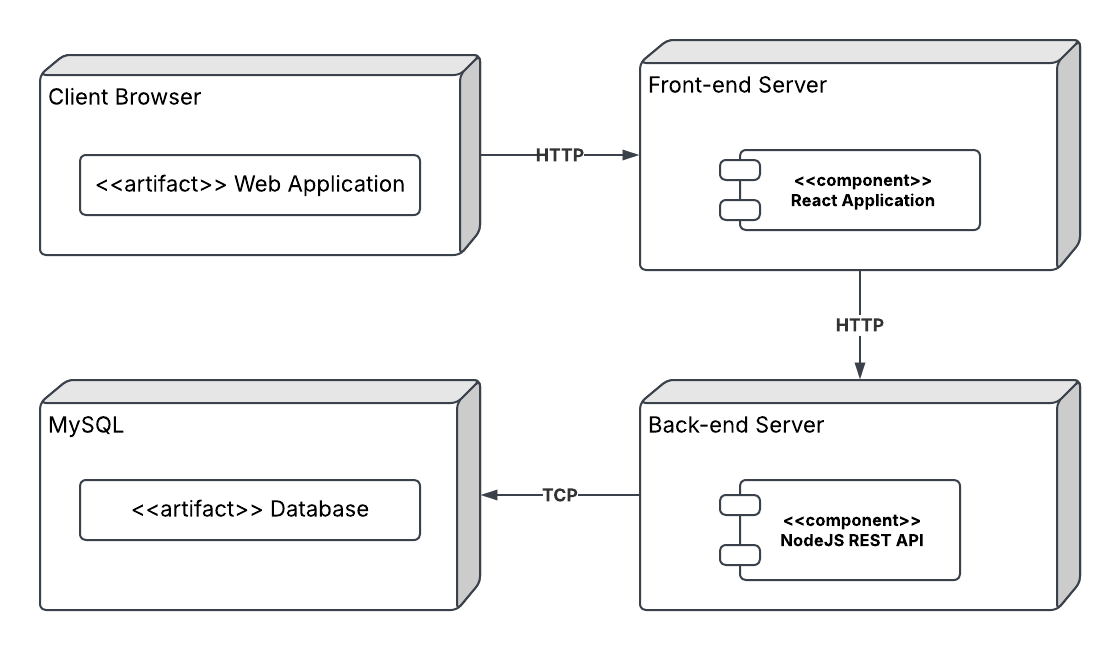 Client Browser
<<artifact>> Web Application
HTTP
Front-end Server
<<component>>
React Application
HTTP
MySQL
<<artifact>> Database
TCP
Back-end Server
<<component>>
NodeJS REST API